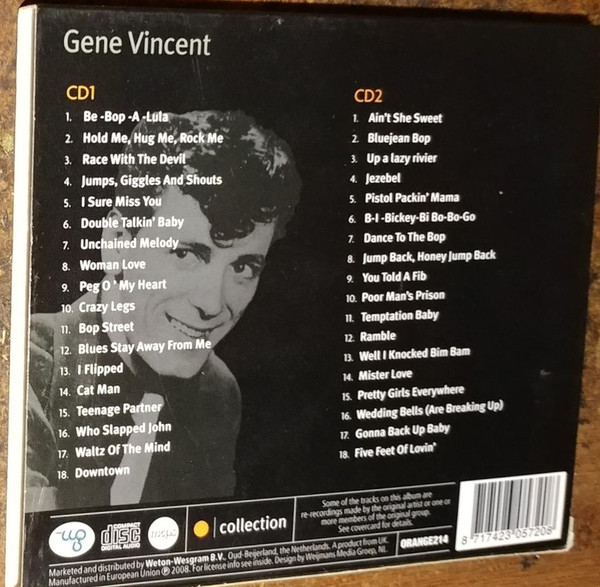 Gene Vincent
CD1
1. Be -Bop -A -Lula
2. Hold Me, Hug Me, Rock Me
3. Race With The Devil
4. Jumps, Giggles And Shouts
5. I Sure Miss You
6. Double Talkin' Baby
7. Unchained Melody
8. Woman Love
9. Peg O ' My Heart
10. Crazy Legs
11. Bop Street
12. Blues Stay Away From Me
13. I Flipped
14. Cat Man
15. Teenage Partner
16. Who Slapped John
17. Waltz Of The Mind
18. Downtown
CD2
1. Ain't She Sweet
2. Bluejean Bop
3. Up a lazy rivier
4. Jezebel
5. Pistol Packin' Mama
6. B-I -Bickey-Bi Bo-Bo-Go
7. Dance To The Bop
8. Jump Back, Honey Jump Back
9. You Told A Fib
10. Poor Man's Prison
11. Temptation Baby
12. Ramble
13. Well I Knocked Bim Bam
14. Mister Love
15. Pretty Girls Everywhere
16. Wedding Bells (Are Breaking Up)
17. Gonna Back Up Baby
18. Five Feet Of Lovin'
COMPACT
disc
DIGITAL AUDIO
collection
Some of the tracks on this album are
re-recordings made by the original artist or one or
more members of the original group.
See covercard for details.
Marketed and distributed by Weton-Wesgram B.V., Oud-Beijerland, the Netherlands. A product from UK.
Manufactured in European Union ℗ 2008. For license info see inside. Design by Weijmans Media Groep, NL.
ORANGE214
8 717423 057208